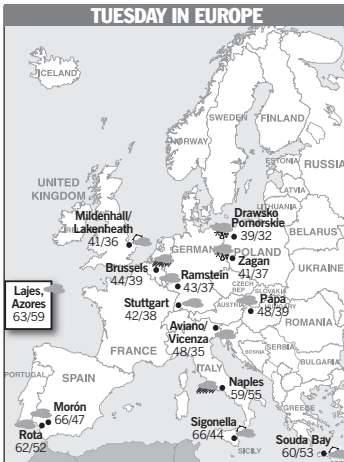 TUESDAY IN EUROPE
ICELAND
SWEDEN
FINLAND
NORWAY
ESTONIA
RUSSIA
LATVIA
LITHUANIA
UNITED
KINGDOM
Mildenhall/
Lakenheath
41/36
Drawsko
Pomorskie
39/32
BELARUS
GERMANY
POLAND
Zagan
41/37
Brussels
44/39
Ramstein
43/37
UKRAINE
CZECH
REP
SLOVAKIA
Lajes,
Azores
63/59
Stuttgart
42/38
AUSTRIA
Pápa
48/39
Aviano/
Vicenza
48/35
ROMANIA
FRANCE
BOSNIA
SERBIA
BULGARIA
ITALY
PORTUGAL
SPAIN
Naples
59/55
Morón
66/47
GREECE
Sigonella
66/44
Rota
62/52
SICILY
Souda Bay
60/53